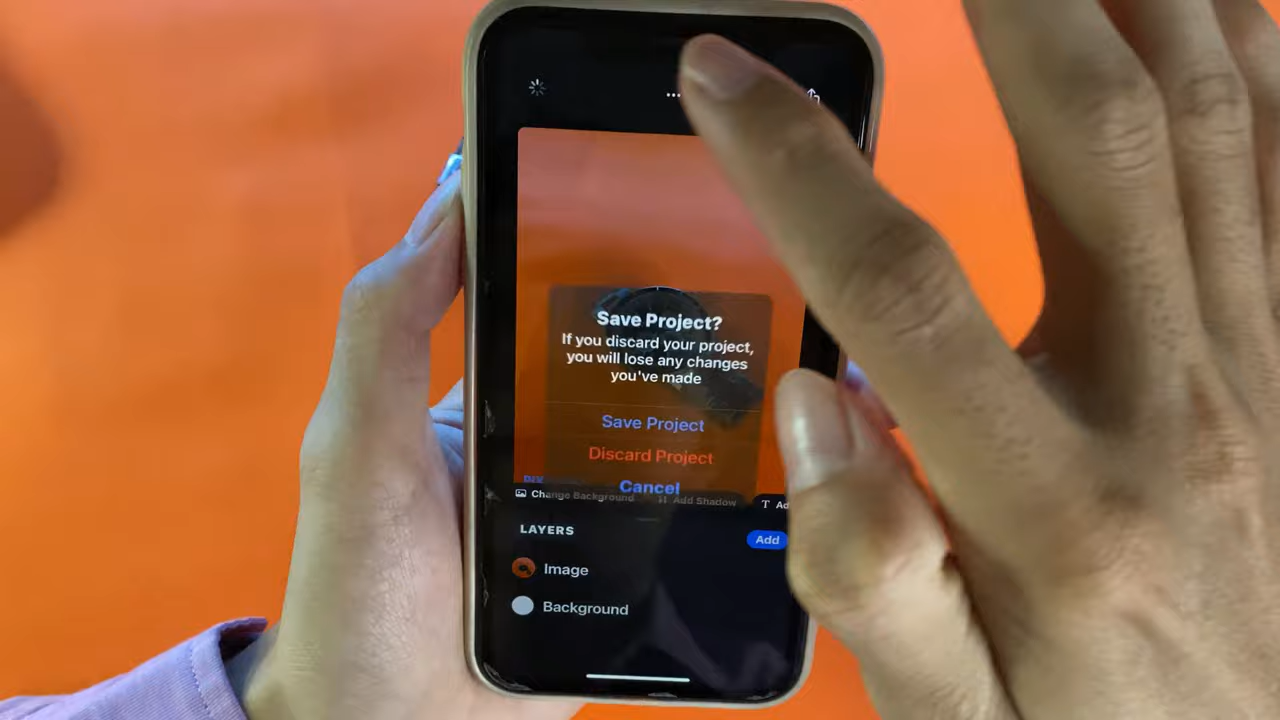 ...
Save Project?
If you discard your project,
you will lose any changes
you've made
Save Project
Discard Project
Cancel
Change Background
Add Shadow
T Ad
LAYERS
Add
Image
Background